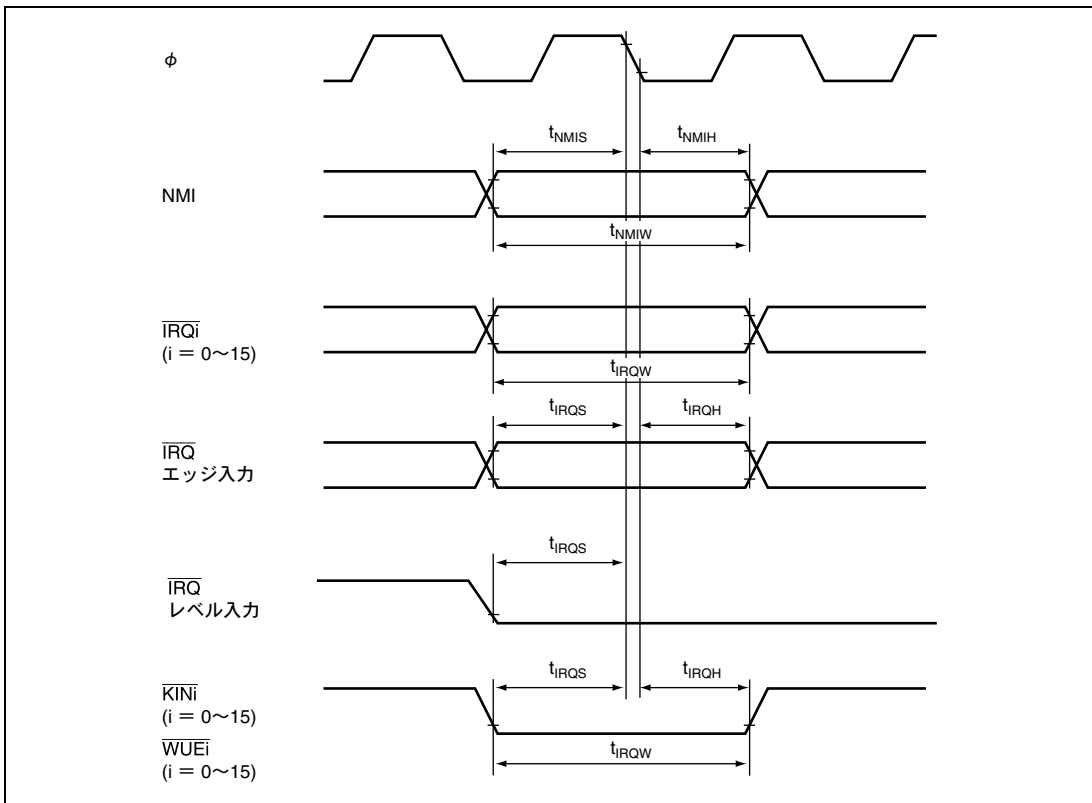 φ
tNMIS tNMIH
NMI
tNMIW
IRQi
(i = 0~15)
tIRQW
tIRQS tIRQH
IRQ
エッジ入力
tIRQS
IRQ
レベル入力
tIRQS tIRQH
KINi
(i = 0~15)
WUEi
(i = 0~15)
tIRQW